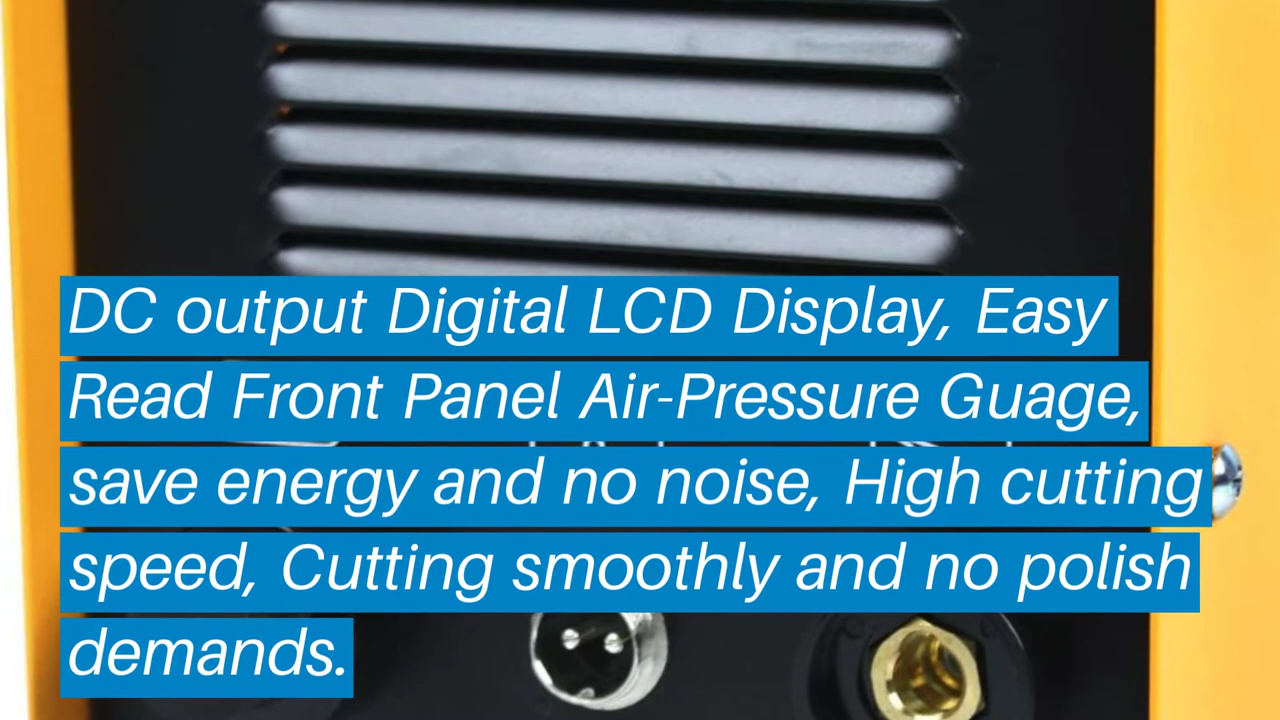 DC output Digital LCD Display, Easy
Read Front Panel Air-Pressure Guage,
save energy and no noise, High cutting
speed, Cutting smoothly and no polish
demands.